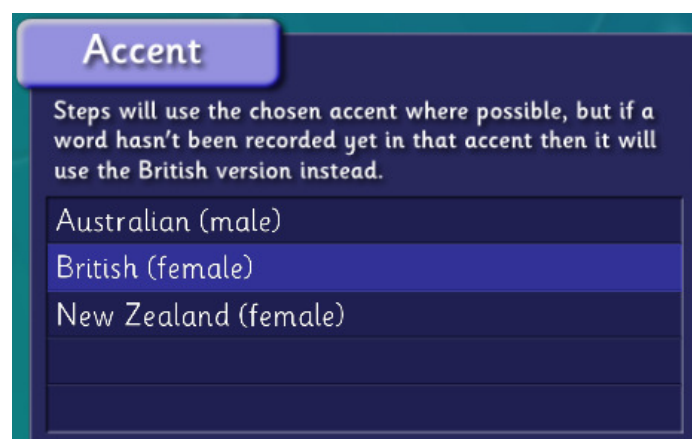 Accent
Steps will use the chosen accent where possible, but if a
word hasn't been recorded yet in that accent then it will
use the British version instead.
Australian (male)
British (female)
New Zealand (female)